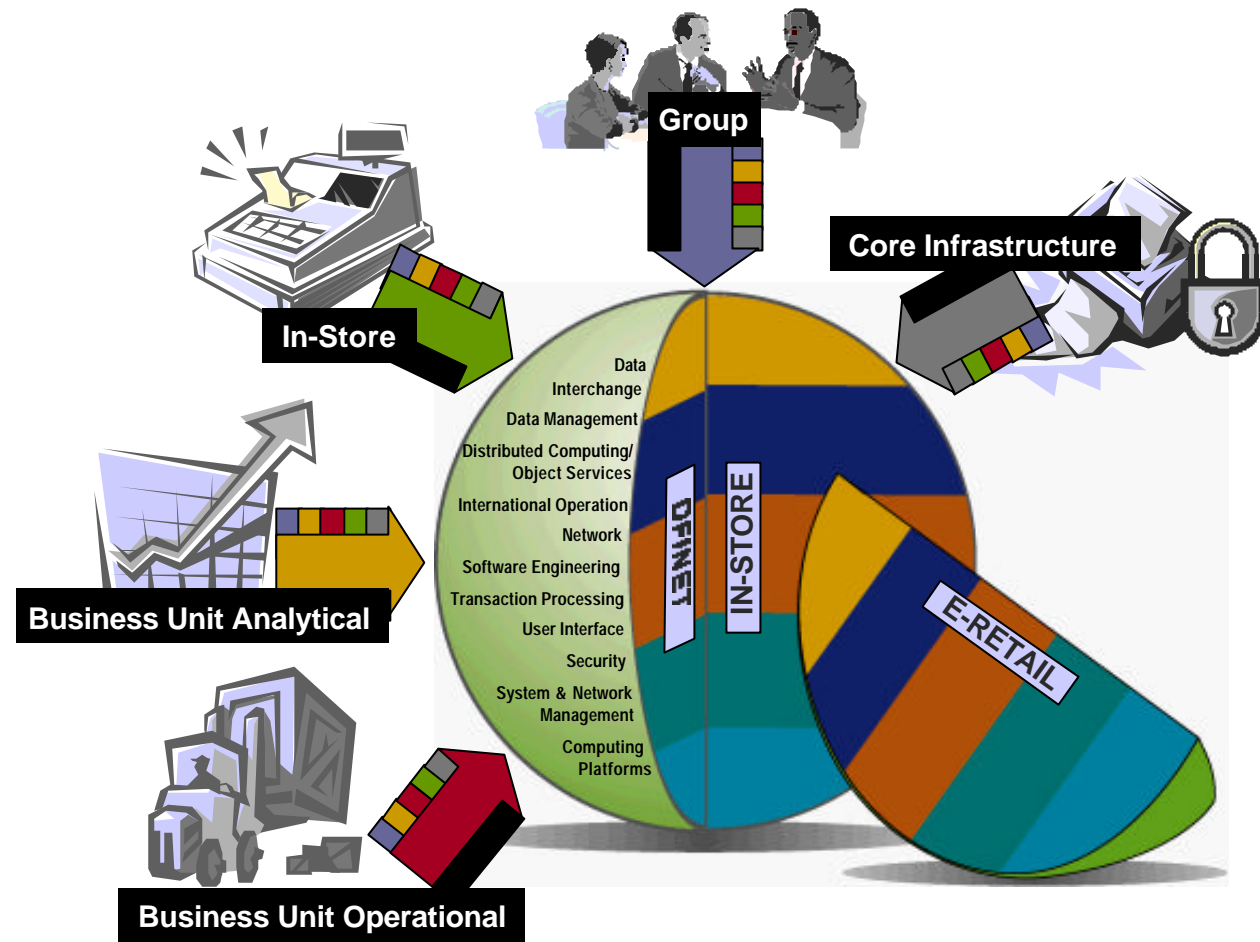 Group
Core Infrastructure
In-Store
Data
Interchange
Data Management
Distributed Computing/
Object Services
International Operation
Network
Software Engineering
Transaction Processing
User Interface
Security
System & Network
Management
Computing
Platforms
DFINET
IN-STORE
E-RETAIL
Business Unit Analytical
Business Unit Operational